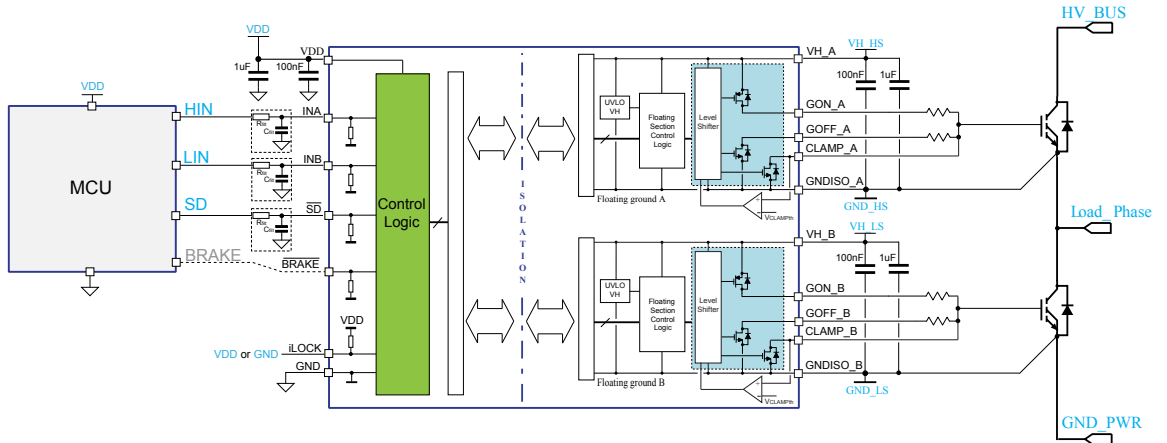 HV_BUS
VDD
VDD
VH_A
VH_HS
1uF
100nF
100nF
1uF
VDD
HIN
INA
UVLO
VH
Floating
Section
Control
Logic
Level
Shifter
GON_A
GOFF_A
CLAMP_A
LIN
INB
MCU
SD
SD
Control
Logic
ISOLATION
GNDISO_A
Floating ground A
VCLAMPth
GND_HS
Load_Phase
BRAKE
BRAKE
VH_B
VH_LS
100nF
1uF
UVLO
VH
Floating
Section
Control
Logic
Level
Shifter
GON_B
GOFF_B
CLAMP_B
VDD
VDD or GND
iLOCK
GND
GNDISO_B
Floating ground B
VCLAMPth
GND_LS
GND_PWR